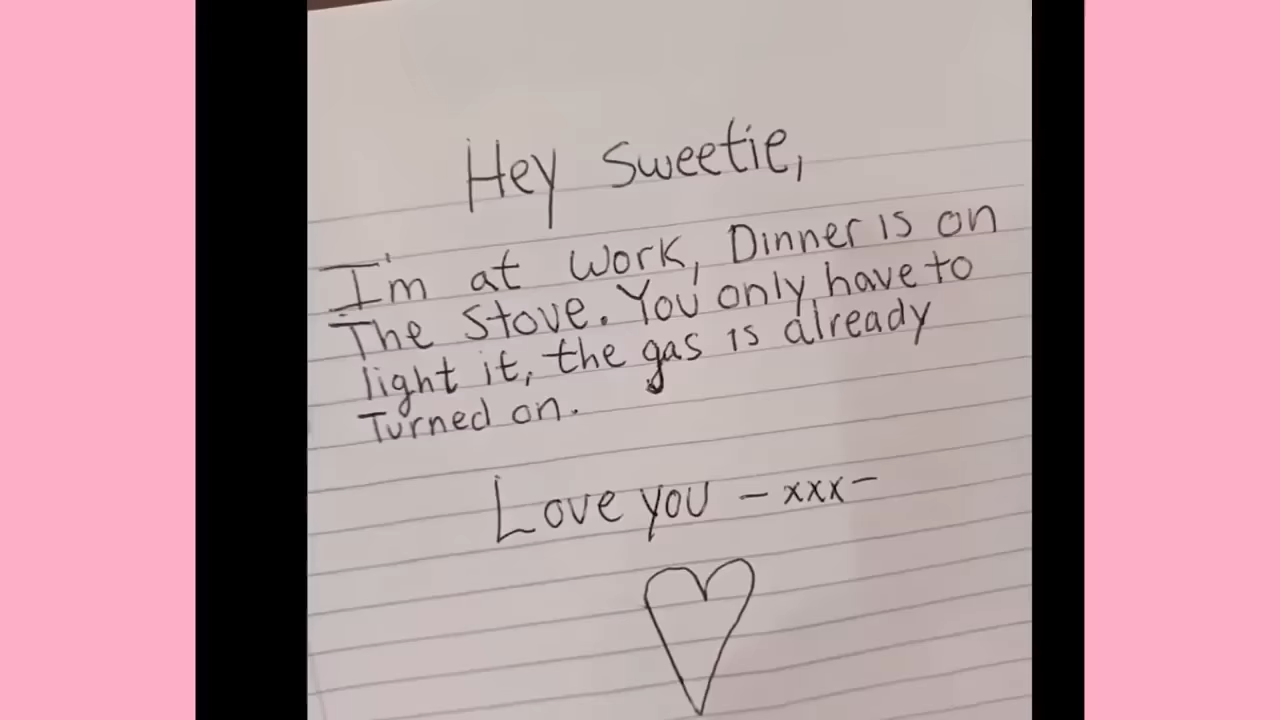 Hey Sweetie,
I'm at work, Dinner is on
The Stove. You only have to
light it, the gas is already
Turned on.
Love you - xxx -